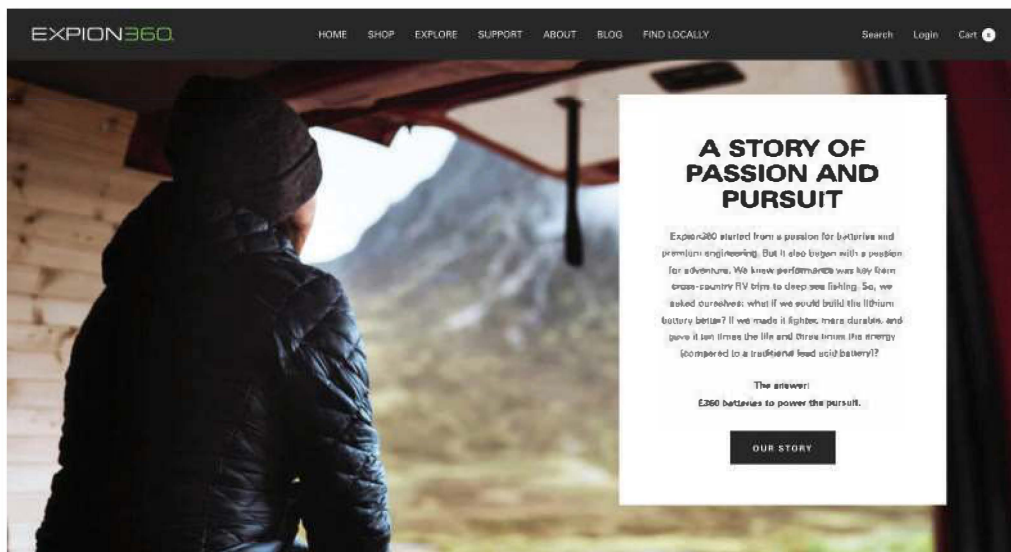 EXPION360
HOME SHOP EXPLORE SUPPORT ABOUT BLOG FIND LOCALLY
Search Login Cart
A STORY OF
PASSION AND
PURSUIT
Expion360 started from a passion for batteries and
premium engineering. But it also began with a passion
for adventure. We knew performance was key from
cross-country RV trips to deep sea fishing. So, we
asked ourselves: what if we could build the lithium
battery better? If we made it lighter, more durable, and
gave it ten times the life and three times the energy
(compared to a traditional lead acid battery)?
The answer:
E360 batteries to power the pursuit.
OUR STORY